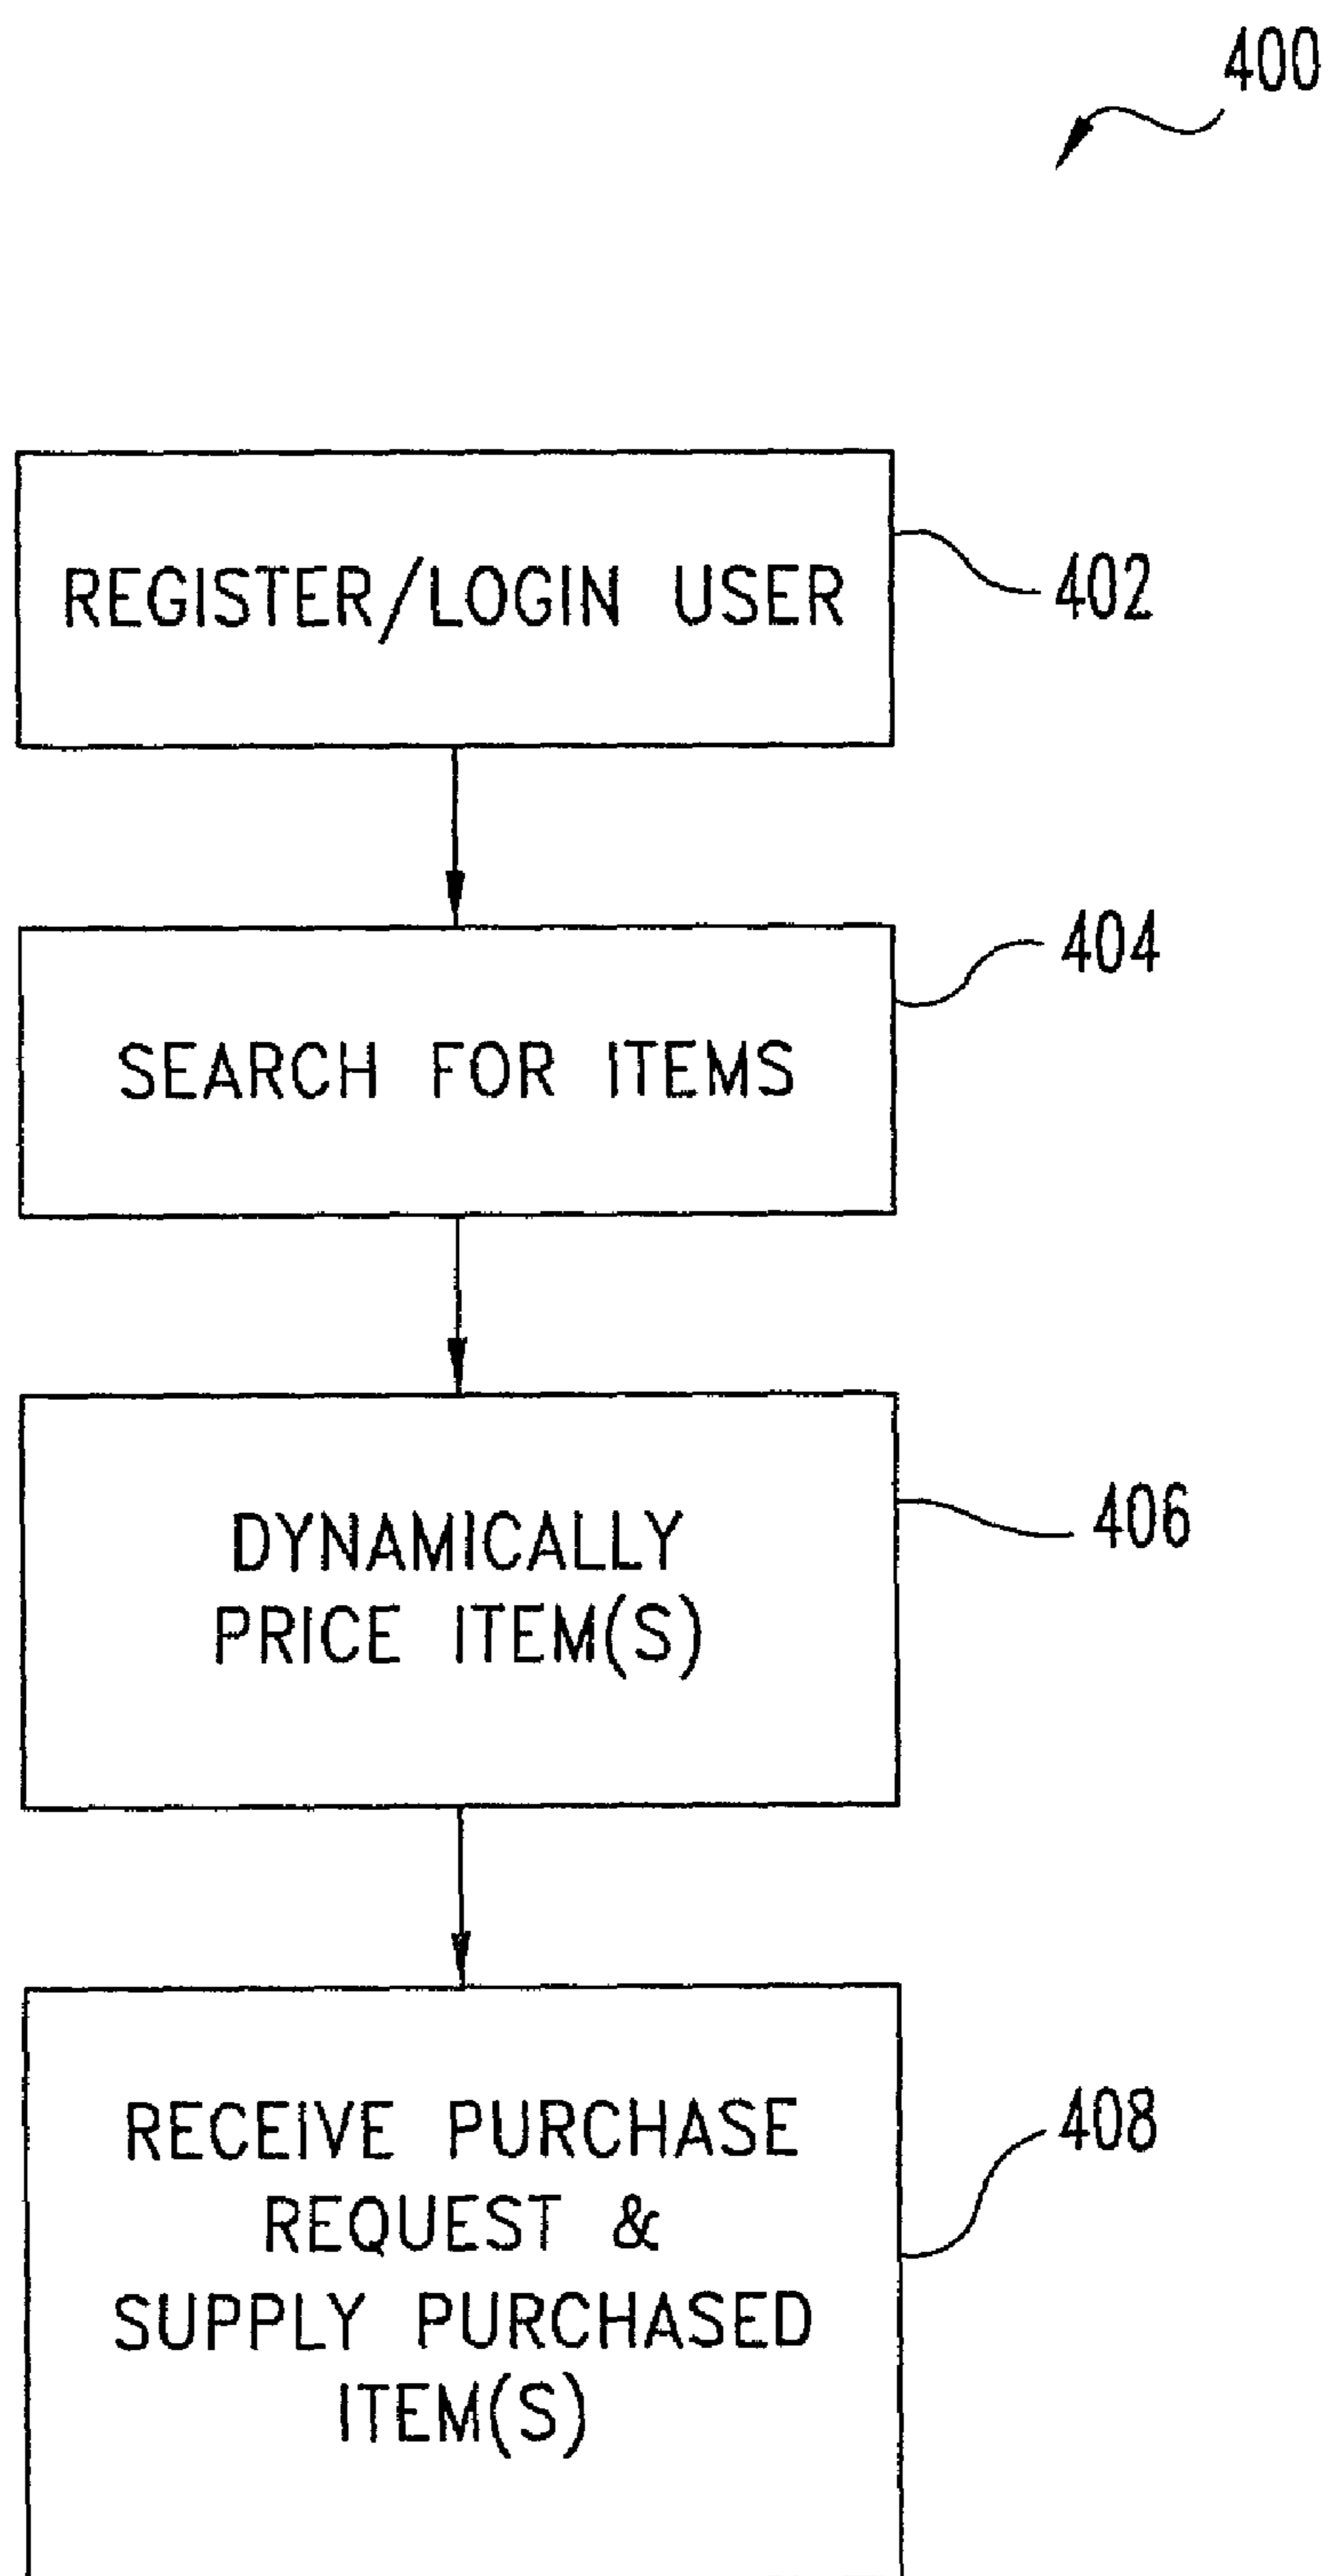 400
REGISTER/LOGIN USER
402
404
SEARCH FOR ITEMS
406
DYNAMICALLY
PRICE ITEM(S)
408
RECEIVE PURCHASE
REQUEST &
SUPPLY PURCHASED
ITEM(S)